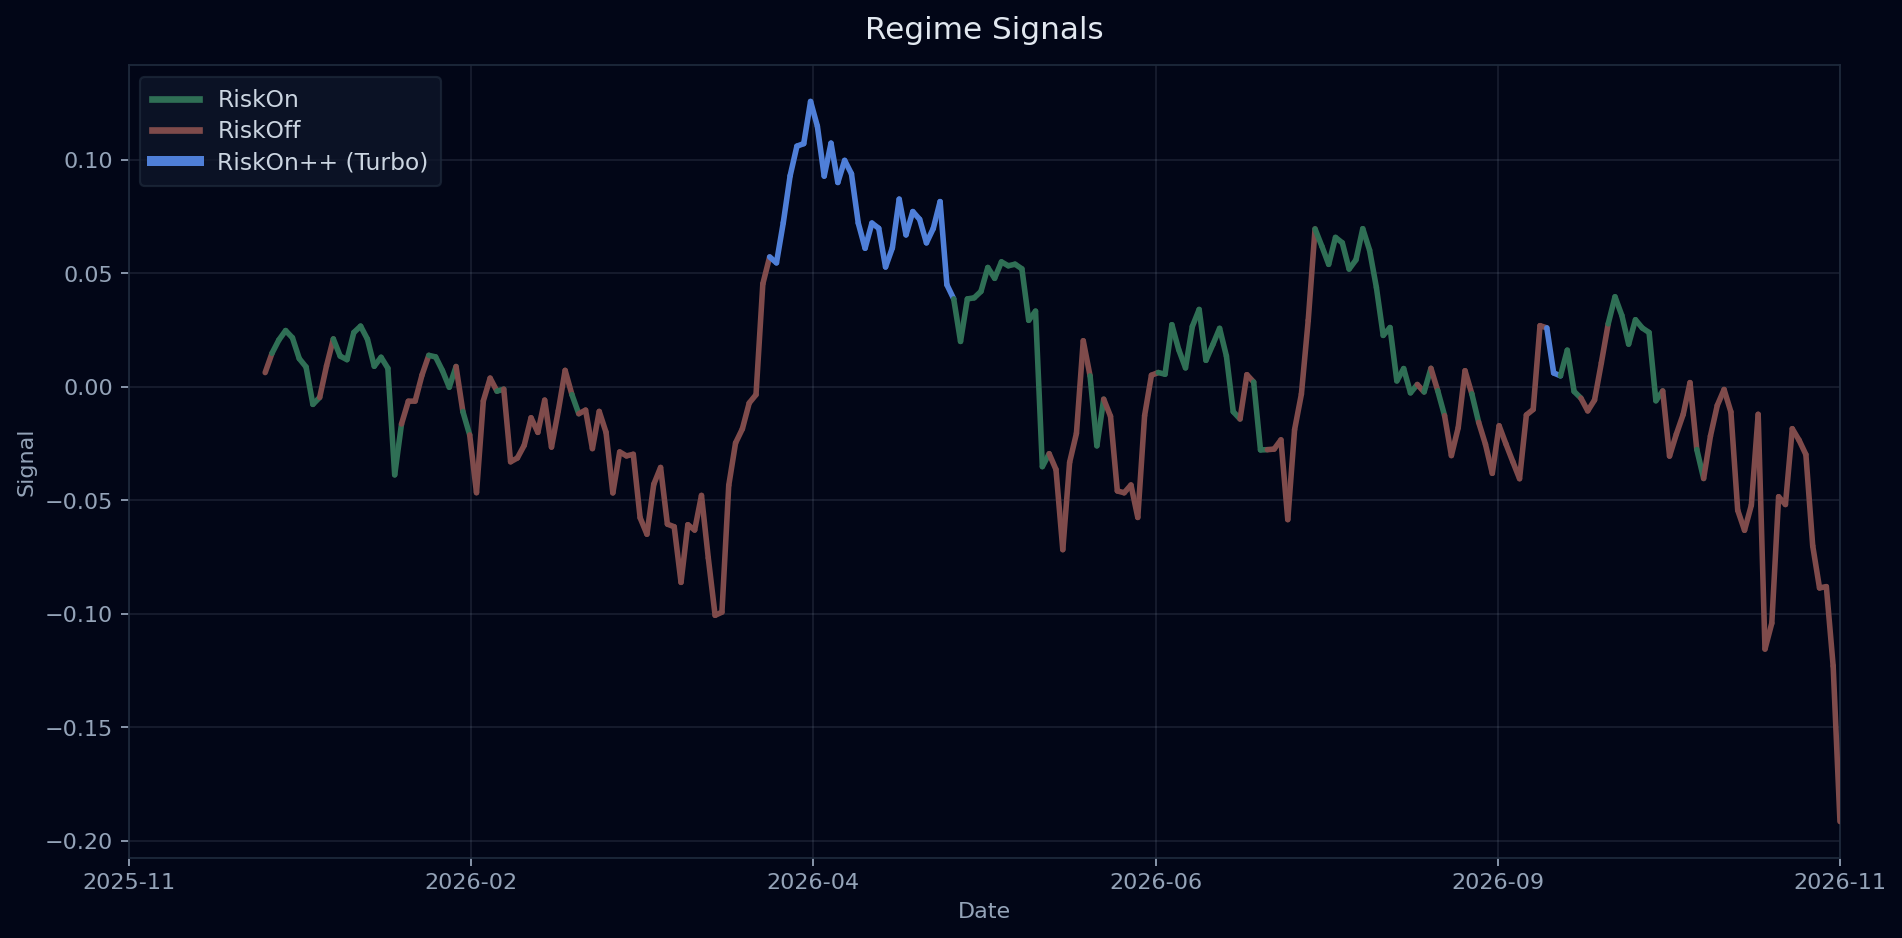 Regime Signals
RiskOn
RiskOff
RiskOn++ (Turbo)
0.10
0.05
0.00
−0.05
−0.10
−0.15
−0.20
Signal
2025-11
2026-02
2026-04
2026-06
2026-09
2026-11
Date